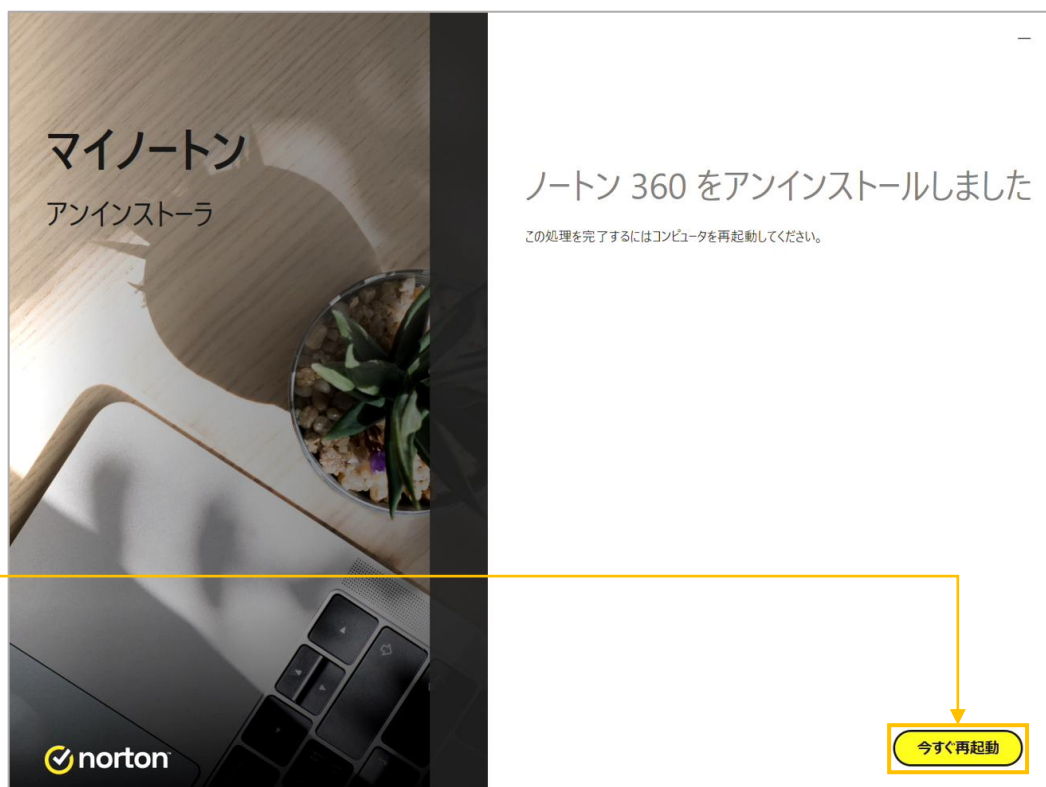 マイノートン
アンインストーラ
ノートン 360 をアンインストールしました
この処理を完了するにはコンピュータを再起動してください。
norton
今すぐ再起動